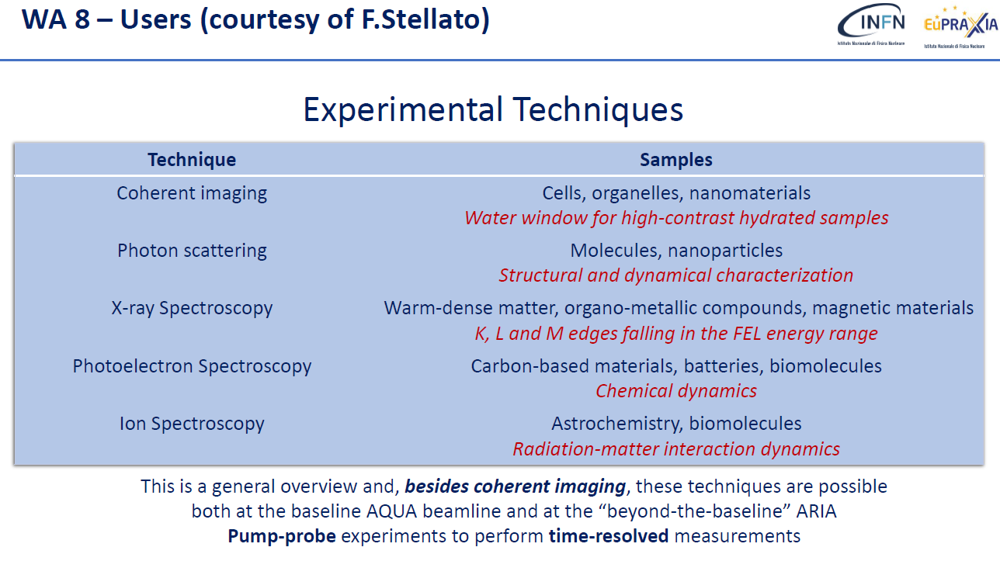 WA 8 – Users (courtesy of F.Stellato)
INFN
Istituto Nazionale di Fisica Nucleare
EuPRAXIA
Istituto Nazionale di Fisica Nucleare
Experimental Techniques
Technique Samples
Coherent imaging Cells, organelles, nanomaterials
Water window for high-contrast hydrated samples
Photon scattering Molecules, nanoparticles
Structural and dynamical characterization
X-ray Spectroscopy Warm-dense matter, organo-metallic compounds, magnetic materials
K, L and M edges falling in the FEL energy range
Photoelectron Spectroscopy Carbon-based materials, batteries, biomolecules
Chemical dynamics
Ion Spectroscopy Astrochemistry, biomolecules
Radiation-matter interaction dynamics
This is a general overview and, besides coherent imaging, these techniques are possible
both at the baseline AQUA beamline and at the “beyond-the-baseline” ARIA
Pump-probe experiments to perform time-resolved measurements